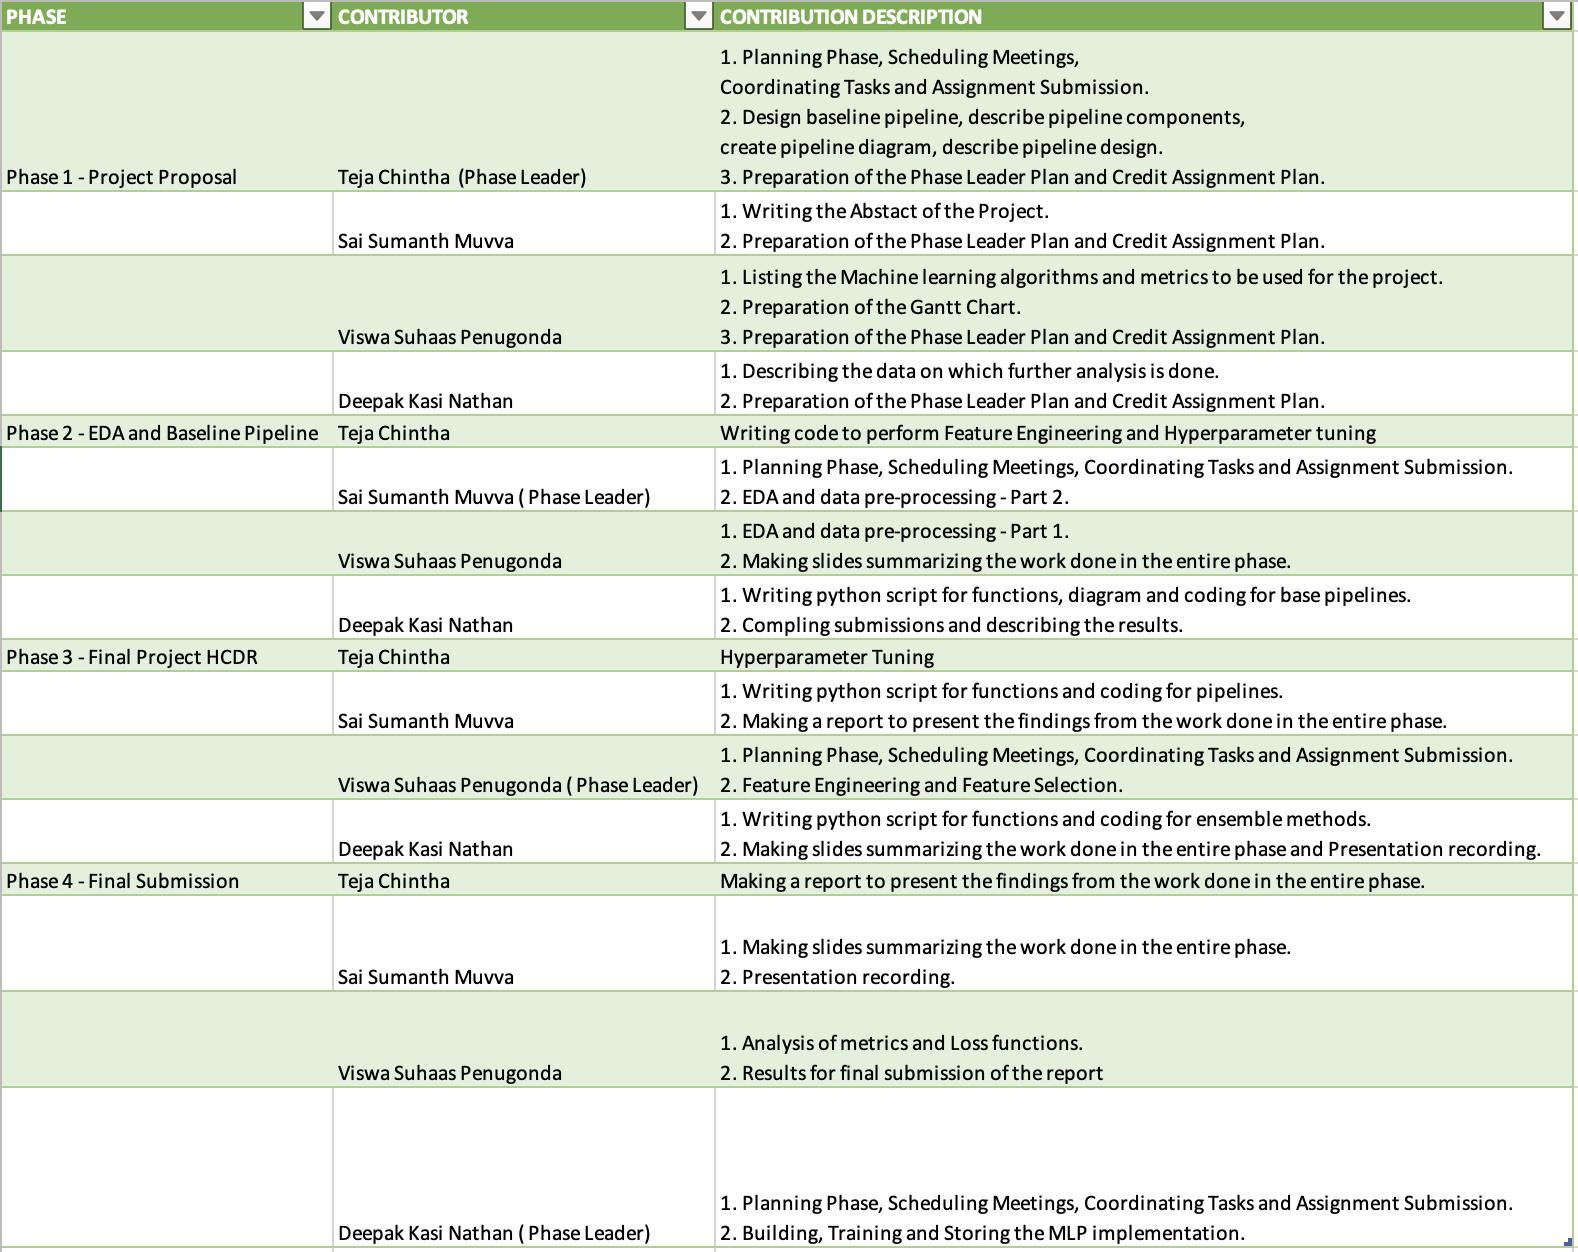 PHASE CONTRIBUTOR CONTRIBUTION DESCRIPTION
1. Planning Phase, Scheduling Meetings,
Coordinating Tasks and Assignment Submission.
2. Design baseline pipeline, describe pipeline components,
create pipeline diagram, describe pipeline design.
Phase 1 - Project Proposal Teja Chintha (Phase Leader) 3. Preparation of the Phase Leader Plan and Credit Assignment Plan.
1. Writing the Abstact of the Project.
Sai Sumanth Muvva 2. Preparation of the Phase Leader Plan and Credit Assignment Plan.
1. Listing the Machine learning algorithms and metrics to be used for the project.
2. Preparation of the Gantt Chart.
Viswa Suhaas Penugonda 3. Preparation of the Phase Leader Plan and Credit Assignment Plan.
1. Describing the data on which further analysis is done.
Deepak Kasi Nathan 2. Preparation of the Phase Leader Plan and Credit Assignment Plan.
Phase 2 - EDA and Baseline Pipeline Teja Chintha Writing code to perform Feature Engineering and Hyperparameter tuning
1. Planning Phase, Scheduling Meetings, Coordinating Tasks and Assignment Submission.
Sai Sumanth Muvva ( Phase Leader) 2. EDA and data pre-processing - Part 2.
1. EDA and data pre-processing - Part 1.
Viswa Suhaas Penugonda 2. Making slides summarizing the work done in the entire phase.
1. Writing python script for functions, diagram and coding for base pipelines.
Deepak Kasi Nathan 2. Compling submissions and describing the results.
Phase 3 - Final Project HCDR Teja Chintha Hyperparameter Tuning
1. Writing python script for functions and coding for pipelines.
Sai Sumanth Muvva 2. Making a report to present the findings from the work done in the entire phase.
1. Planning Phase, Scheduling Meetings, Coordinating Tasks and Assignment Submission.
Viswa Suhaas Penugonda ( Phase Leader) 2. Feature Engineering and Feature Selection.
1. Writing python script for functions and coding for ensemble methods.
Deepak Kasi Nathan 2. Making slides summarizing the work done in the entire phase and Presentation recording.
Phase 4 - Final Submission Teja Chintha Making a report to present the findings from the work done in the entire phase.
1. Making slides summarizing the work done in the entire phase.
Sai Sumanth Muvva 2. Presentation recording.
1. Analysis of metrics and Loss functions.
Viswa Suhaas Penugonda 2. Results for final submission of the report
1. Planning Phase, Scheduling Meetings, Coordinating Tasks and Assignment Submission.
Deepak Kasi Nathan ( Phase Leader) 2. Building, Training and Storing the MLP implementation.